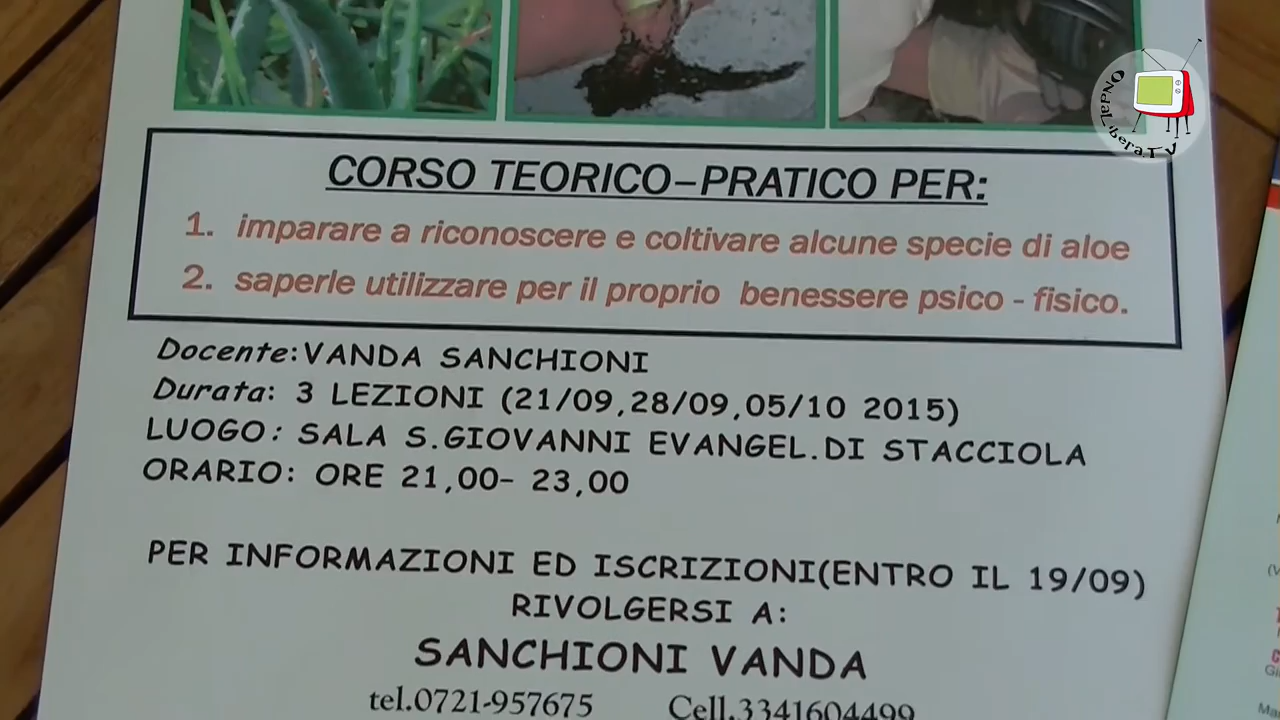 OndaLibera.TV
CORSO TEORICO-PRATICO PER:
1. imparare a riconoscere e coltivare alcune specie di aloe
2. saperle utilizzare per il proprio benessere psico - fisico.
Docente:VANDA SANCHIONI
Durata: 3 LEZIONI (21/09,28/09,05/10 2015)
LUOGO: SALA S.GIOVANNI EVANGEL.DI STACCIOLA
ORARIO: ORE 21,00- 23,00
PER INFORMAZIONI ED ISCRIZIONI(ENTRO IL 19/09)
RIVOLGERSI A:
SANCHIONI VANDA
tel.0721-957675 Cell.3341604499